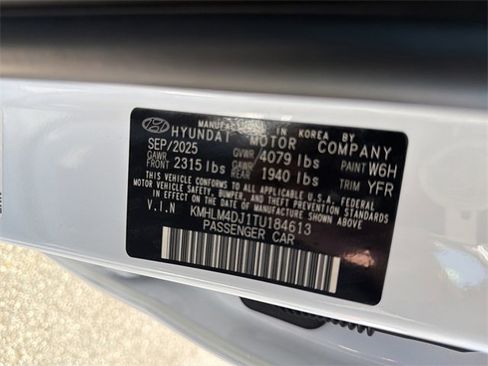 MANUFACTURED IN KOREA BY
HYUNDAI MOTOR COMPANY
SEP/2025 GVWR 4079 lbs PAINT W6H
GAWR FRONT 2315 lbs GAWR REAR 1940 lbs TRIM YFR
THIS VEHICLE CONFORMS TO ALL APPLICABLE U.S.A. FEDERAL
MOTOR VEHICLE SAFETY, BUMPER, AND THEFT PREVENTION STANDARDS
IN EFFECT ON THE DATE OF MANUFACTURE SHOWN ABOVE.
V.I.N KMHLM4DJ1TU184613
PASSENGER CAR